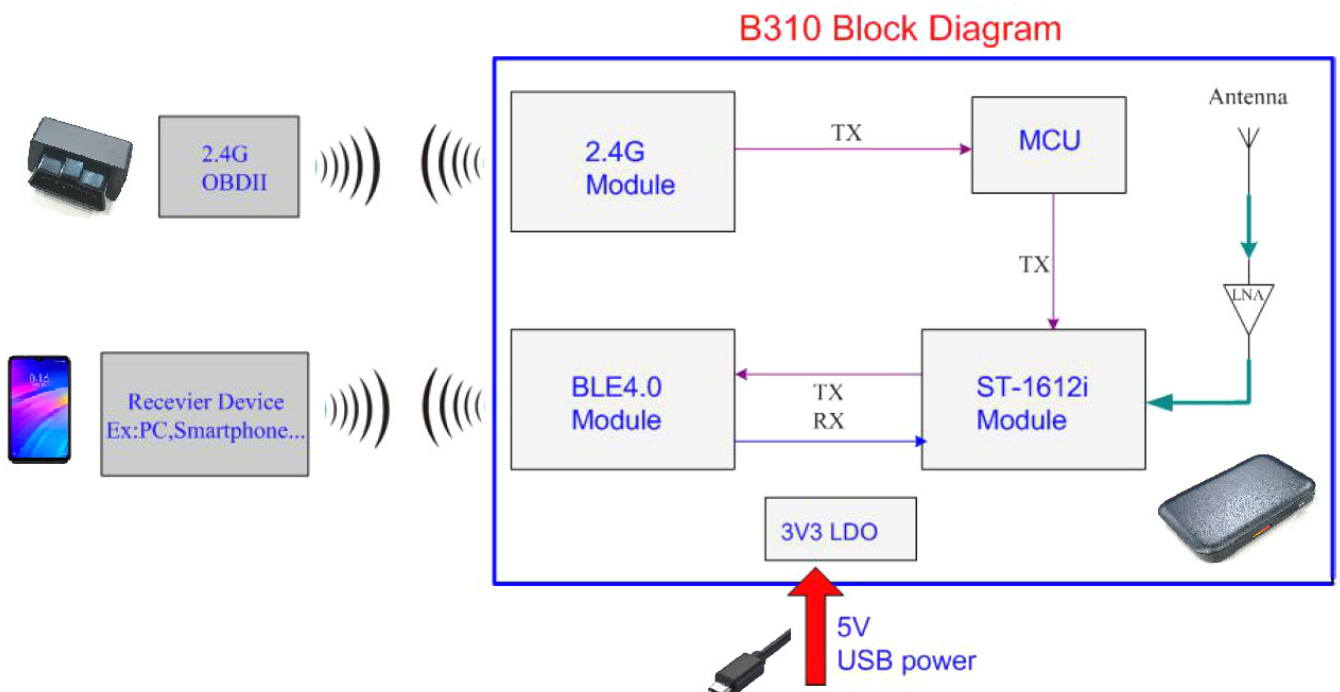 B310 Block Diagram
2.4G
OBDII
2.4G
Module
TX
MCU
Antenna
TX
LNA
Recevier Device
Ex:PC,Smartphone...
BLE4.0
Module
TX
RX
ST-1612i
Module
3V3 LDO
5V
USB power